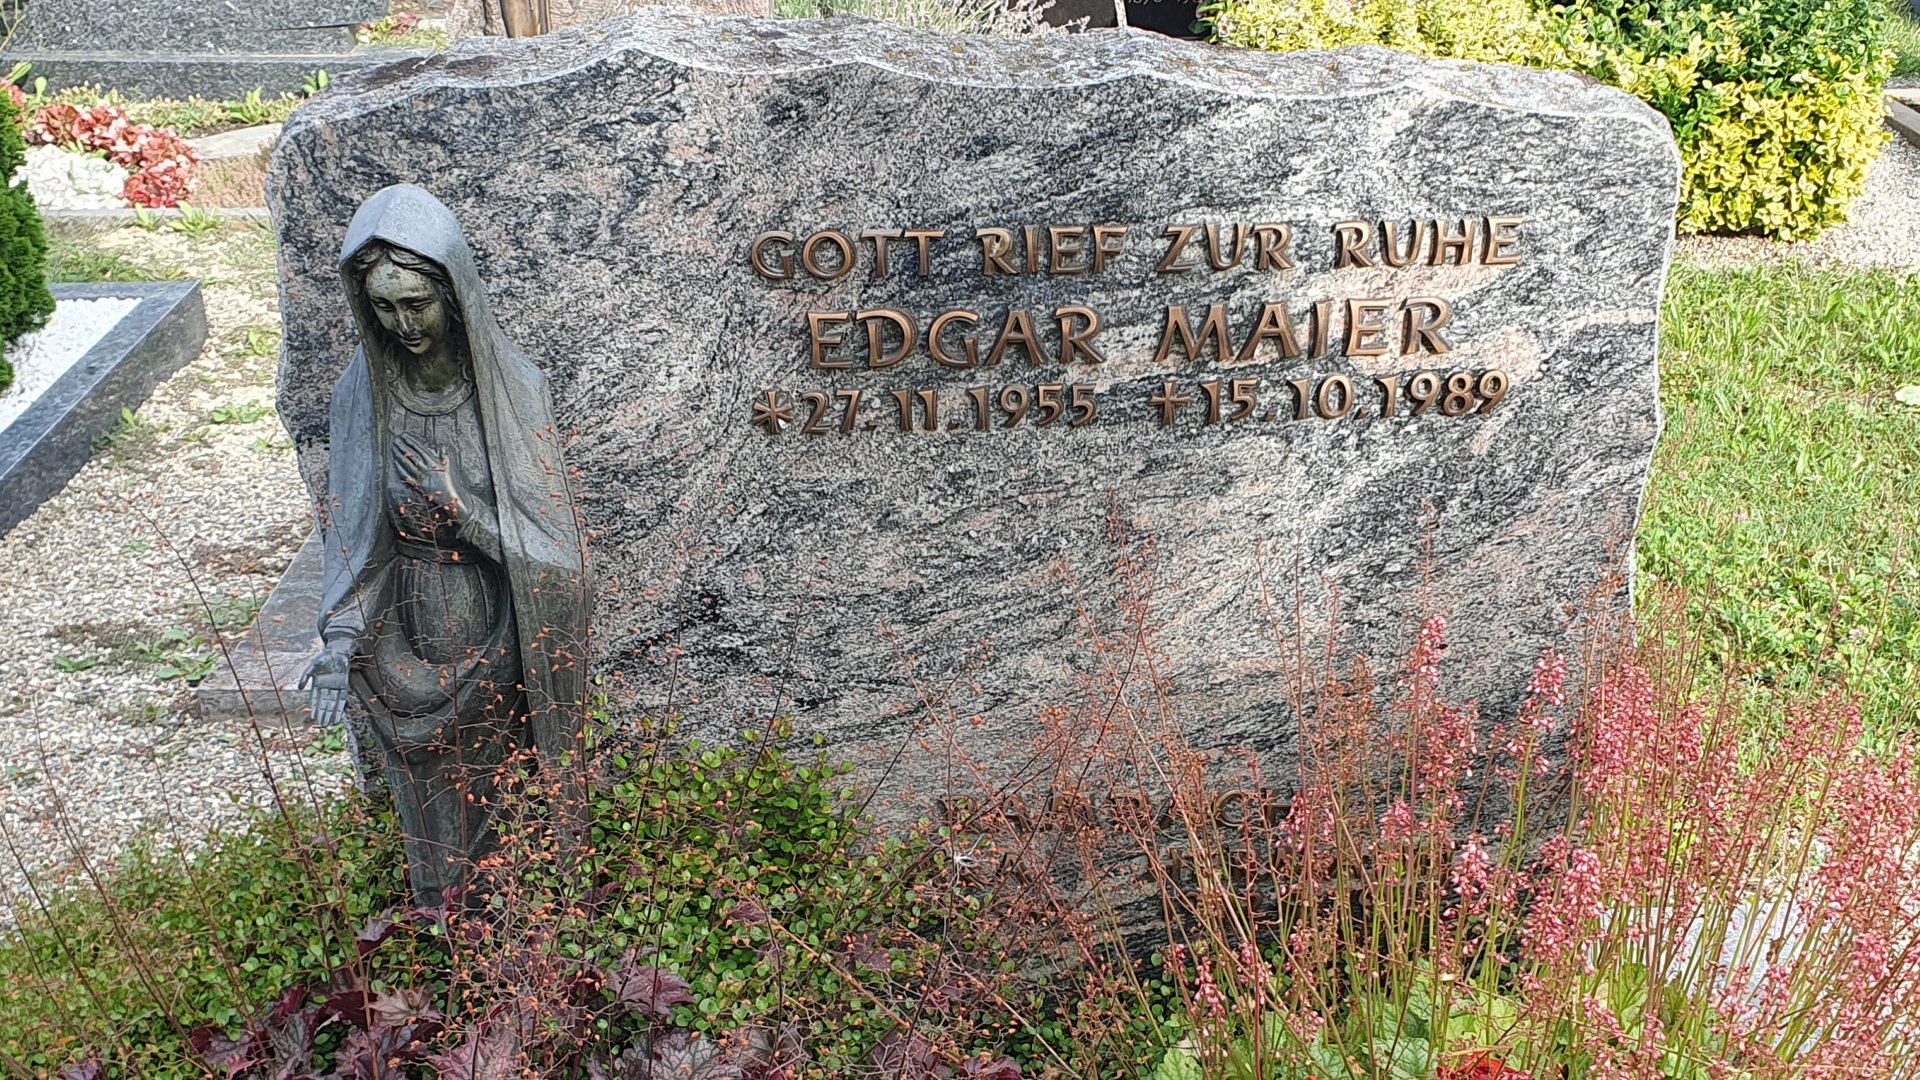 GOTT RIEF ZUR RUHE
EDGAR MAIER
*27.11.1955 †15.10.1989